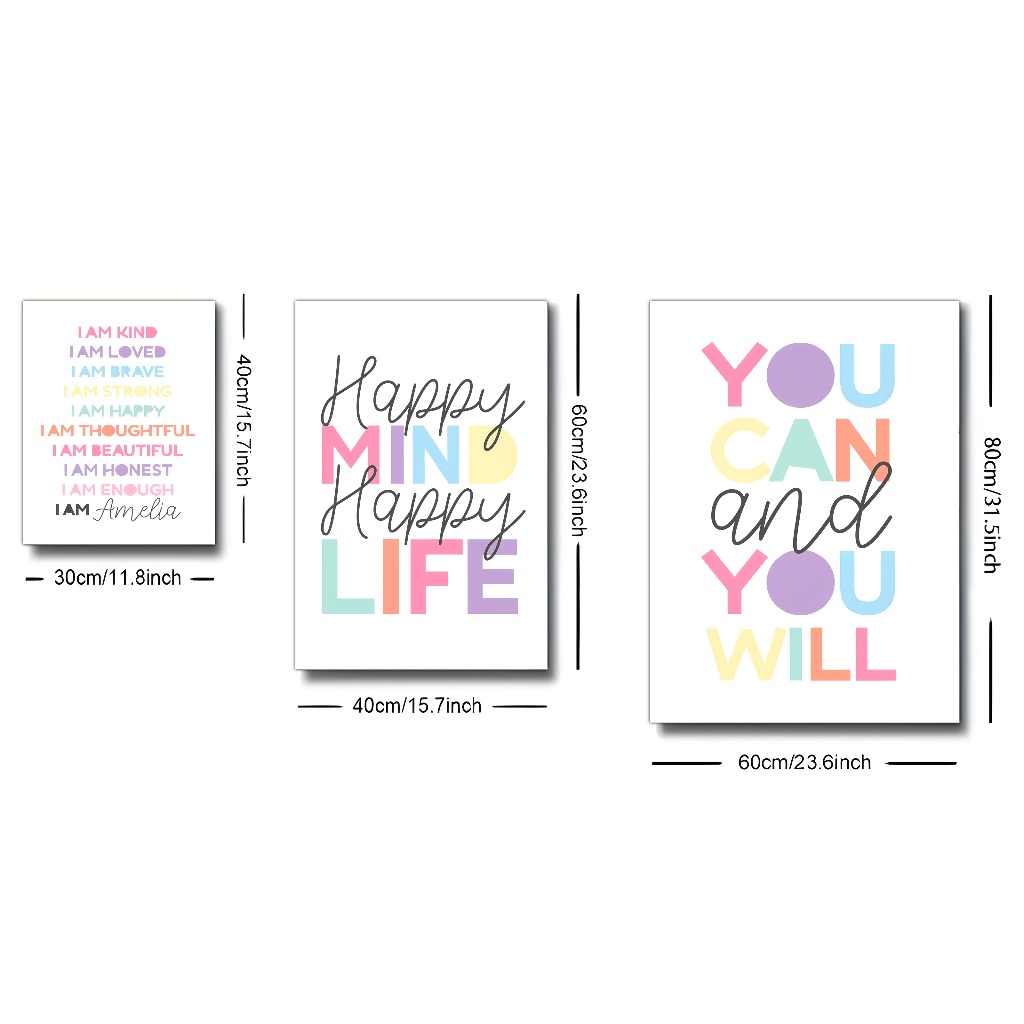 I AM KIND
I AM LOVED
I AM BRAVE
I AM STRONG
I AM HAPPY
I AM THOUGHTFUL
I AM BEAUTIFUL
I AM HONEST
I AM ENOUGH
I AM Amelia
40cm/15.7inch
30cm/11.8inch
Happy
MIND
Happy
LIFE
60cm/23.6inch
40cm/15.7inch
YOU
CAN
and
YOU
WILL
80cm/31.5inch
60cm/23.6inch